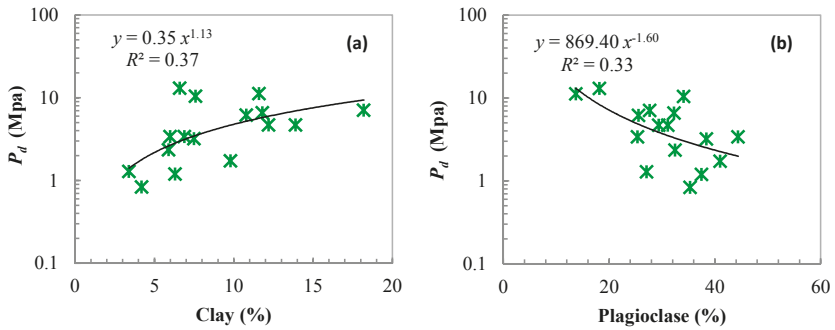 100
10
1
0.1
P_d (Mpa)
y = 0.35 x^1.13
R² = 0.37
(a)
0 5 10 15 20
Clay (%)
100
10
1
0.1
P_d (Mpa)
y = 869.40 x^-1.60
R² = 0.33
(b)
0 20 40 60
Plagioclase (%)